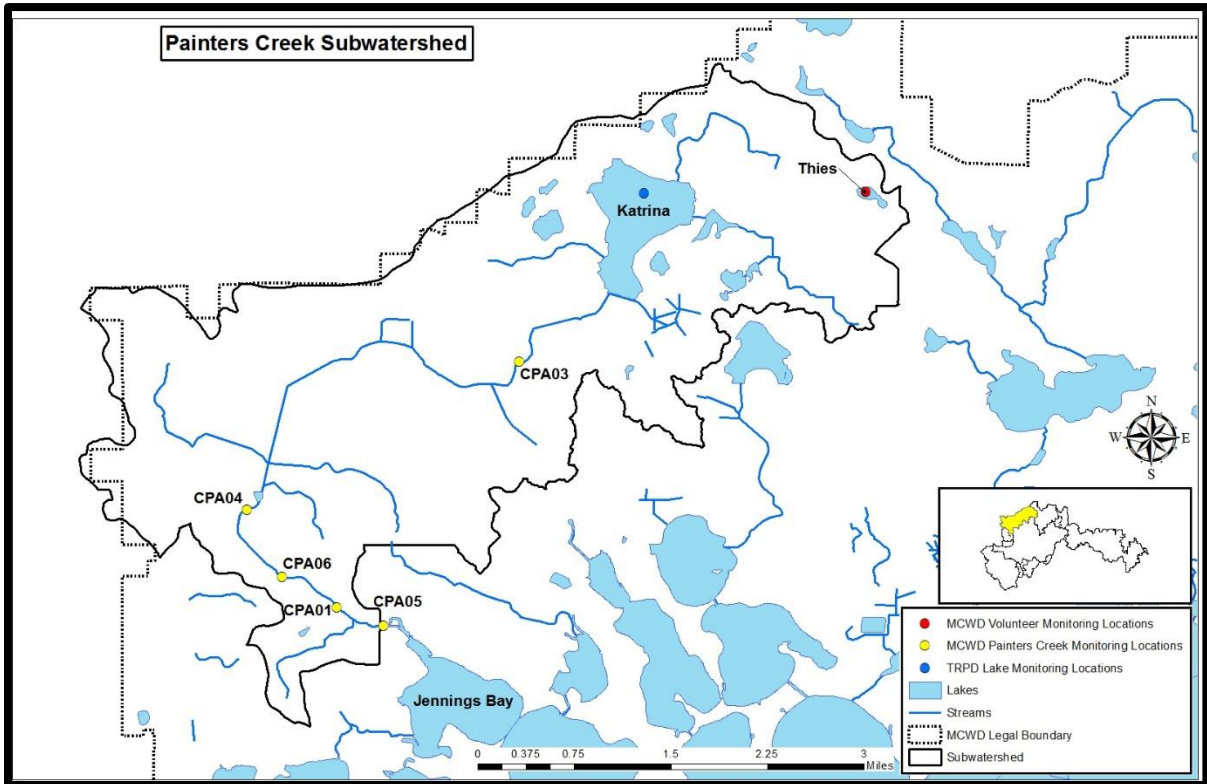 Painters Creek Subwatershed
Thies
Katrina
CPA03
CPA04
CPA06
CPA01
CPA05
Jennings Bay
N
W
E
S
MCWD Volunteer Monitoring Locations
MCWD Painters Creek Monitoring Locations
TRPD Lake Monitoring Locations
Lakes
Streams
MCWD Legal Boundary
Subwatershed
0 0.375 0.75 1.5 2.25 3
Miles